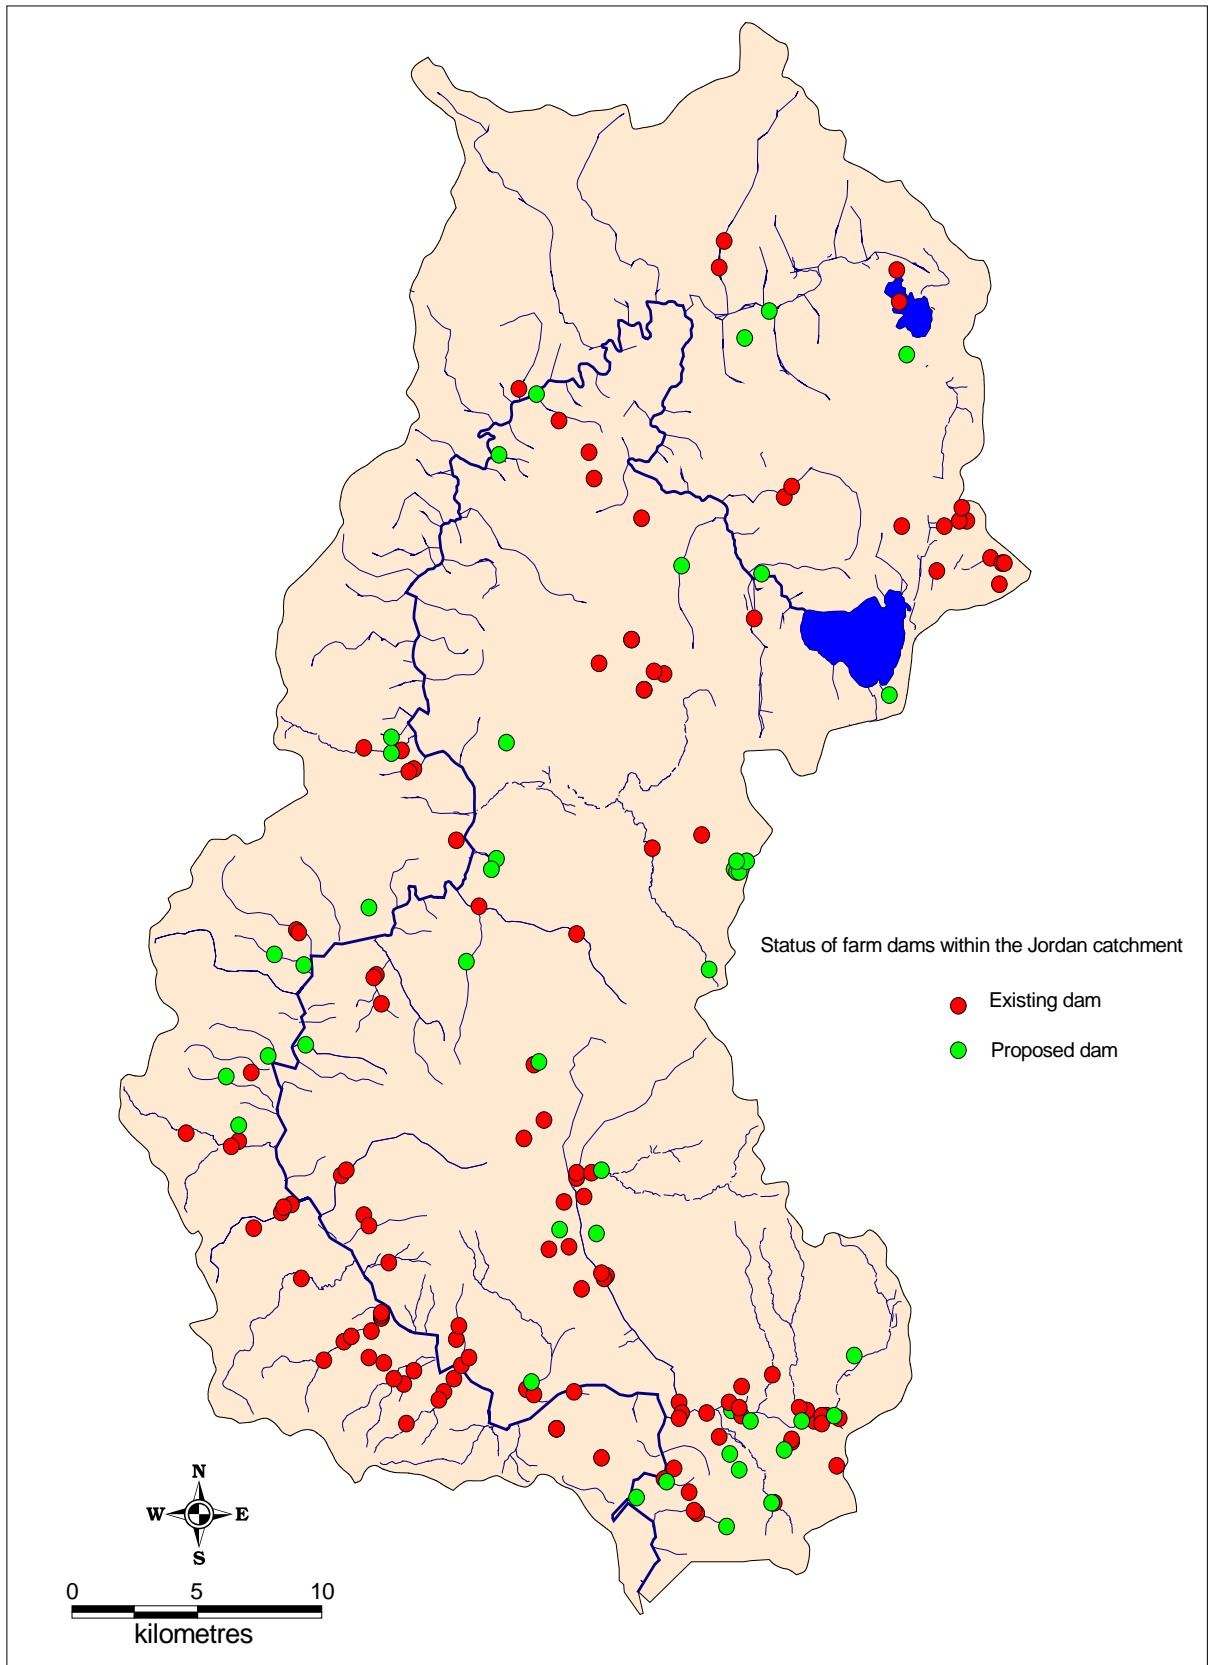 Status of farm dams within the Jordan catchment
Existing dam
Proposed dam
N
W E
S
0 5 10
kilometres